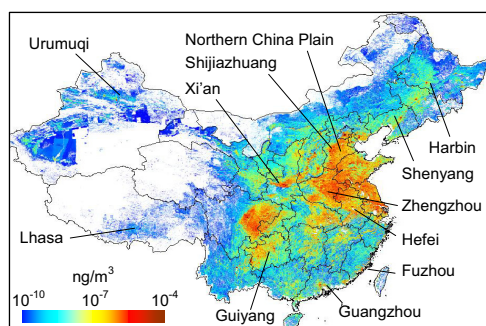 Urumuqi
Northern China Plain
Shijiazhuang
Xi'an
Harbin
Shenyang
Zhengzhou
Lhasa
Hefei
Fuzhou
ng/m³
10⁻¹⁰ 10⁻⁷ 10⁻⁴
Guiyang
Guangzhou